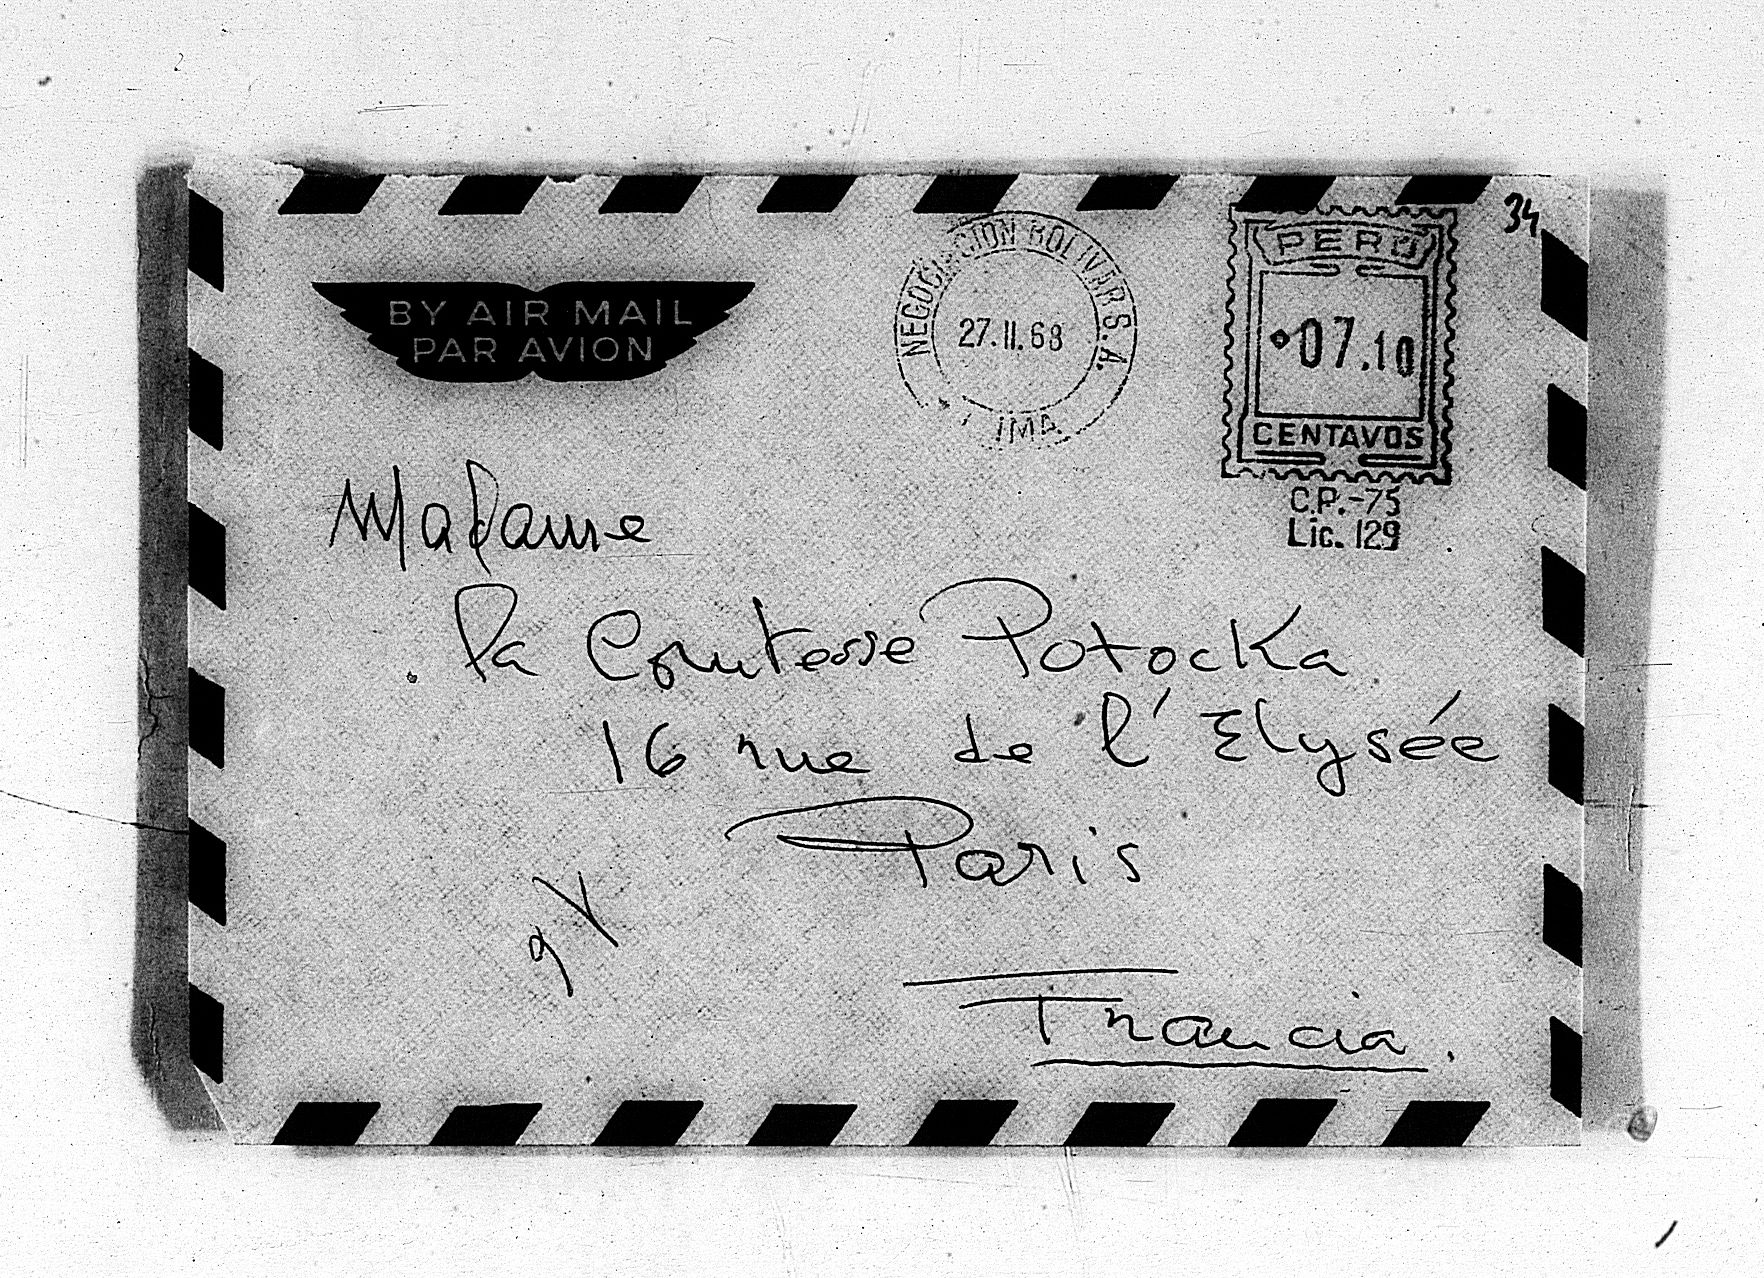 34
NEGOCIACION BOLIVAR S.A.
27.II.68
LIMA
PERU
07.10
CENTAVOS
C.P.-75
Lic. 129
BY AIR MAIL
PAR AVION
Madame
la Comtesse Potocka
16 rue de l'Elysée
Paris
Francia.